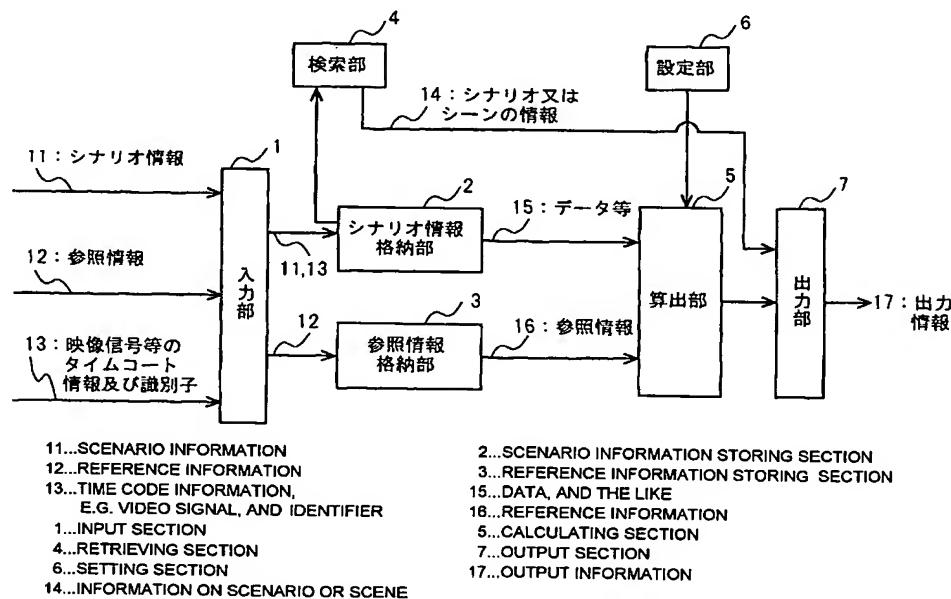 4
検索部
6
設定部
14：シナリオ又は
シーンの情報
1
11：シナリオ情報
2
シナリオ情報
格納部
15：データ等
5
7
11,13
12：参照情報
入力部
算出部
出力部
17：出力
情報
3
12
参照情報
格納部
16：参照情報
13：映像信号等の
タイムコート
情報及び識別子
11...SCENARIO INFORMATION
12...REFERENCE INFORMATION
13...TIME CODE INFORMATION,
E.G. VIDEO SIGNAL, AND IDENTIFIER
1...INPUT SECTION
4...RETRIEVING SECTION
6...SETTING SECTION
14...INFORMATION ON SCENARIO OR SCENE
2...SCENARIO INFORMATION STORING SECTION
3...REFERENCE INFORMATION STORING SECTION
15...DATA, AND THE LIKE
16...REFERENCE INFORMATION
5...CALCULATING SECTION
7...OUTPUT SECTION
17...OUTPUT INFORMATION